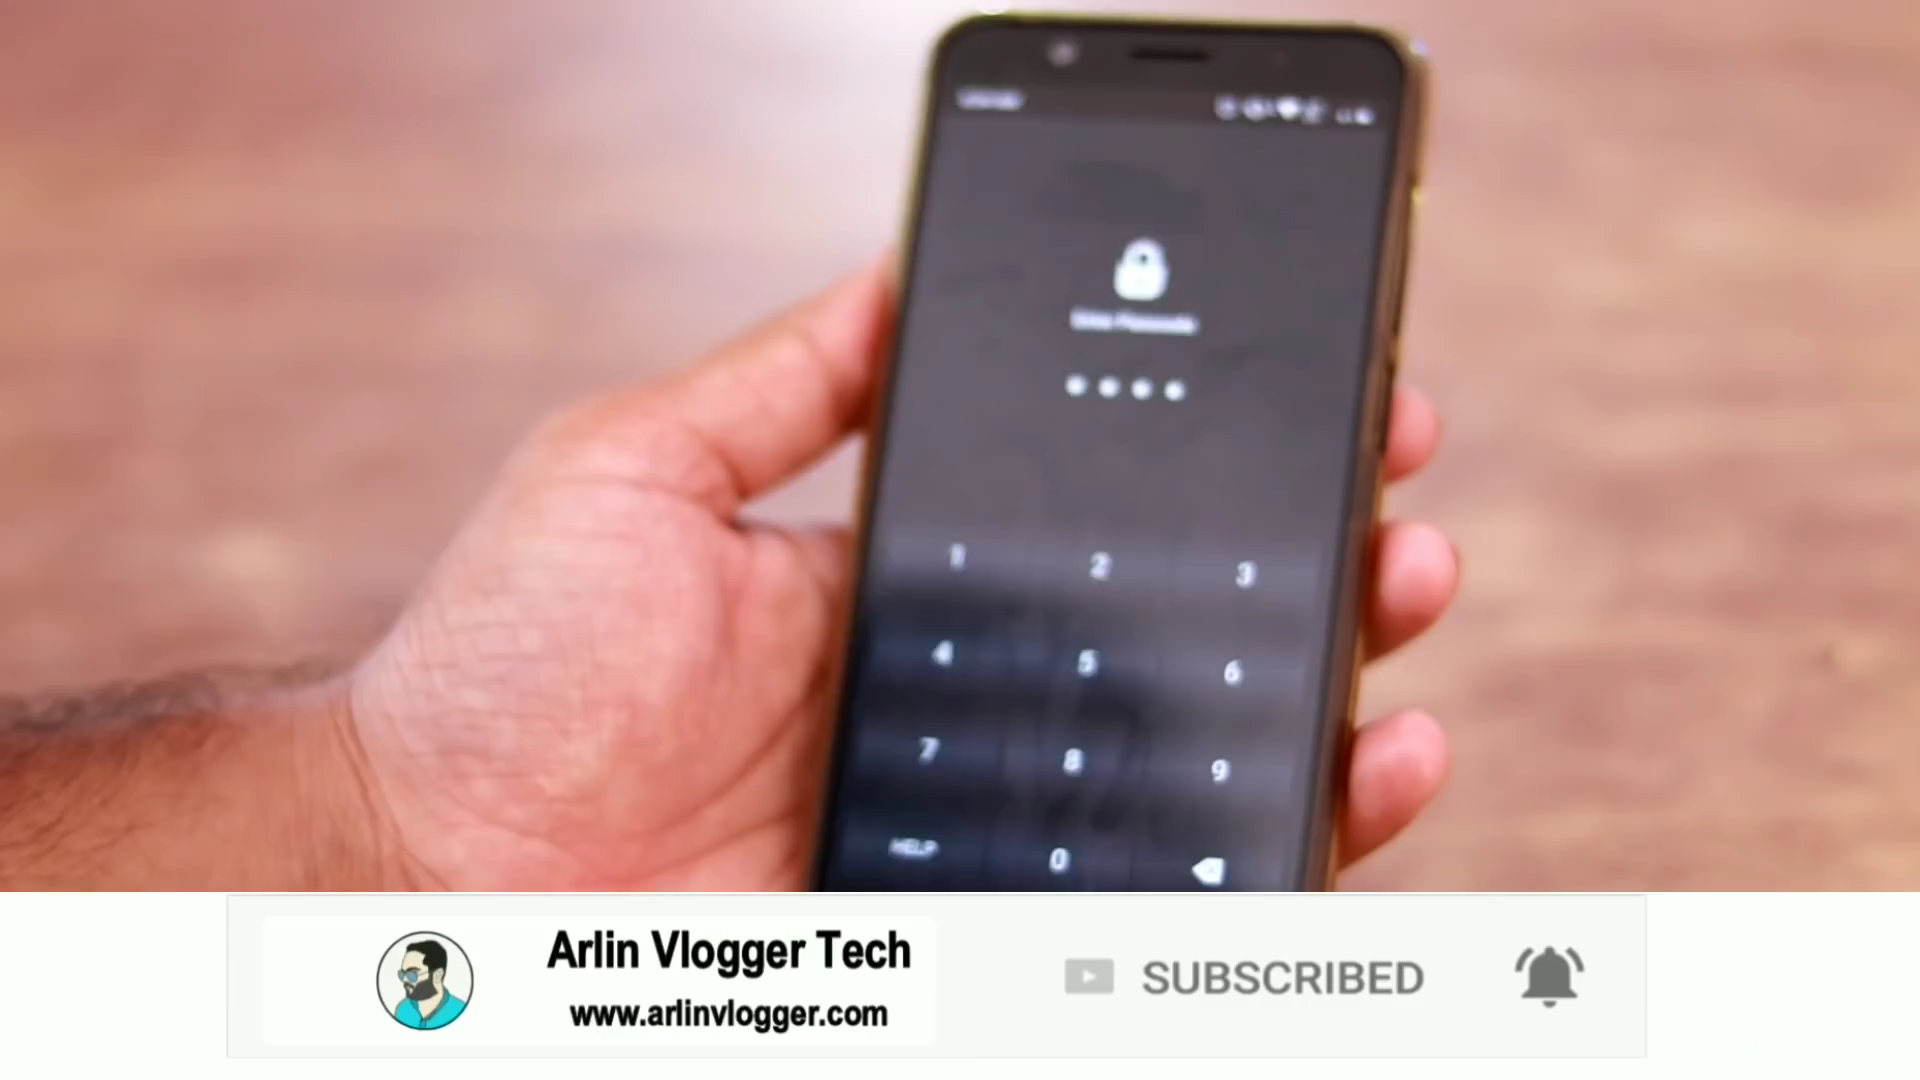 1 2 3
4 5 6
7 8 9
HELP 0
Arlin Vlogger Tech
www.arlinvlogger.com
SUBSCRIBED